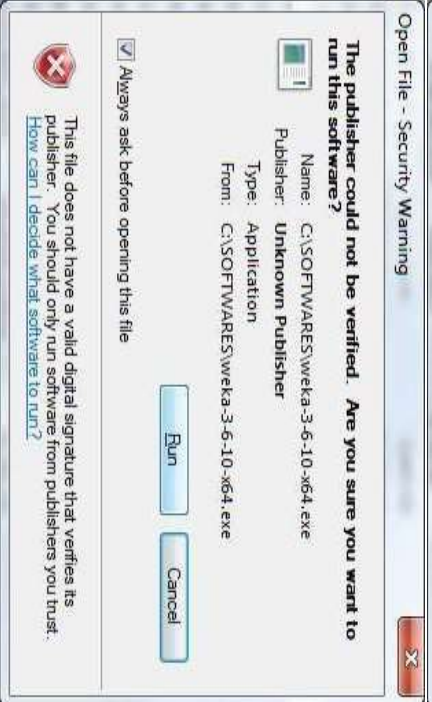 Open File - Security Warning
The publisher could not be verified. Are you sure you want to
run this software?
Name: C:\SOFTWARES\weka-3-6-10-x64.exe
Publisher: Unknown Publisher
Type: Application
From: C:\SOFTWARES\weka-3-6-10-x64.exe
Run
Cancel
Always ask before opening this file
This file does not have a valid digital signature that verifies its
publisher. You should only run software from publishers you trust.
How can I decide what software to run?